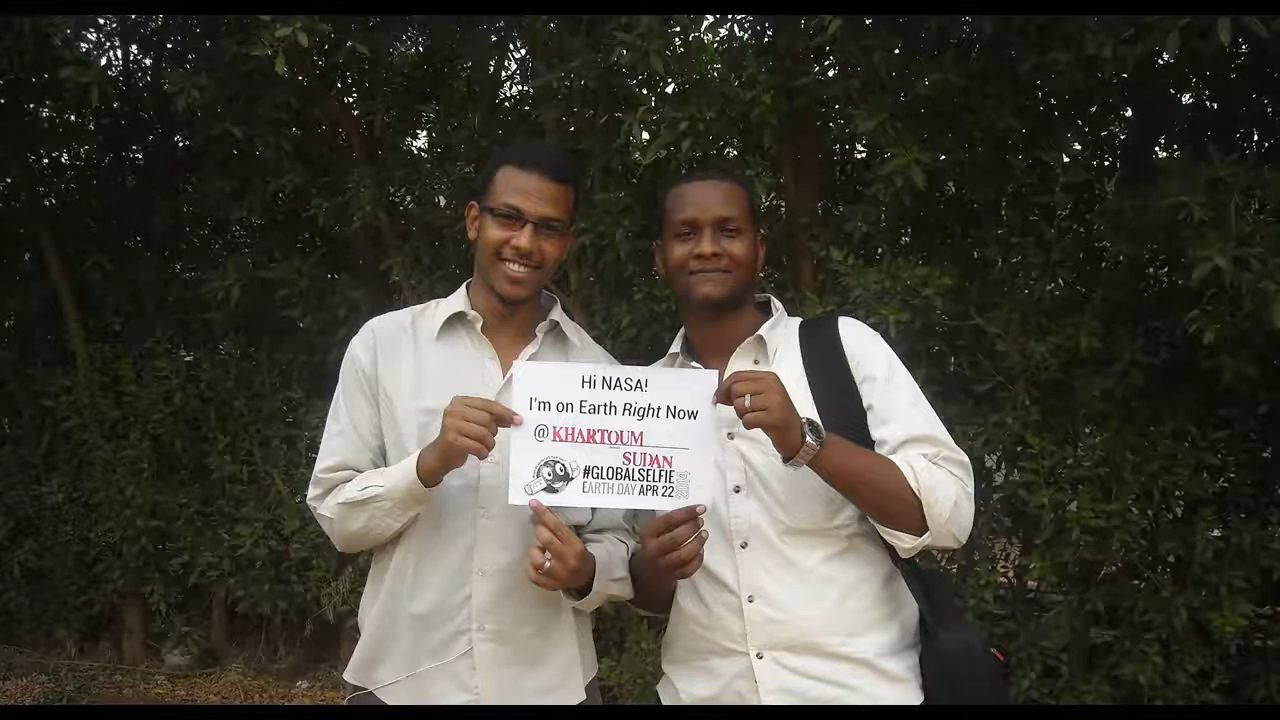 Hi NASA!
I'm on Earth Right Now
@ KHARTOUM
SUDAN
#GLOBALSELFIE
EARTH DAY APR 22
2014